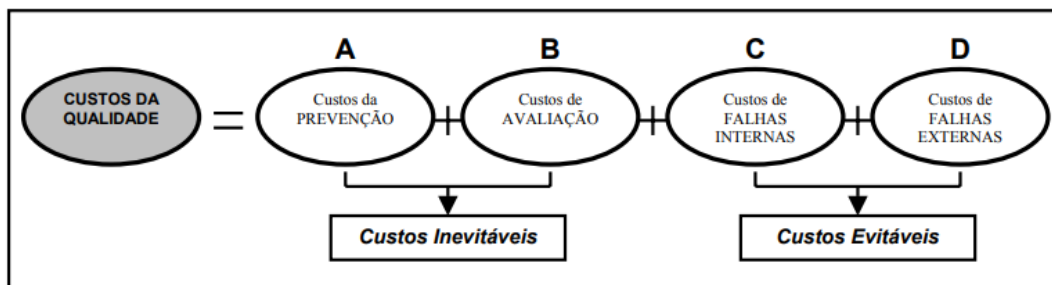 A
B
C
D
CUSTOS DA
QUALIDADE
=
Custos da
PREVENÇÃO
+
Custos de
AVALIAÇÃO
+
Custos de
FALHAS
INTERNAS
+
Custos de
FALHAS
EXTERNAS
Custos Inevitáveis
Custos Evitáveis